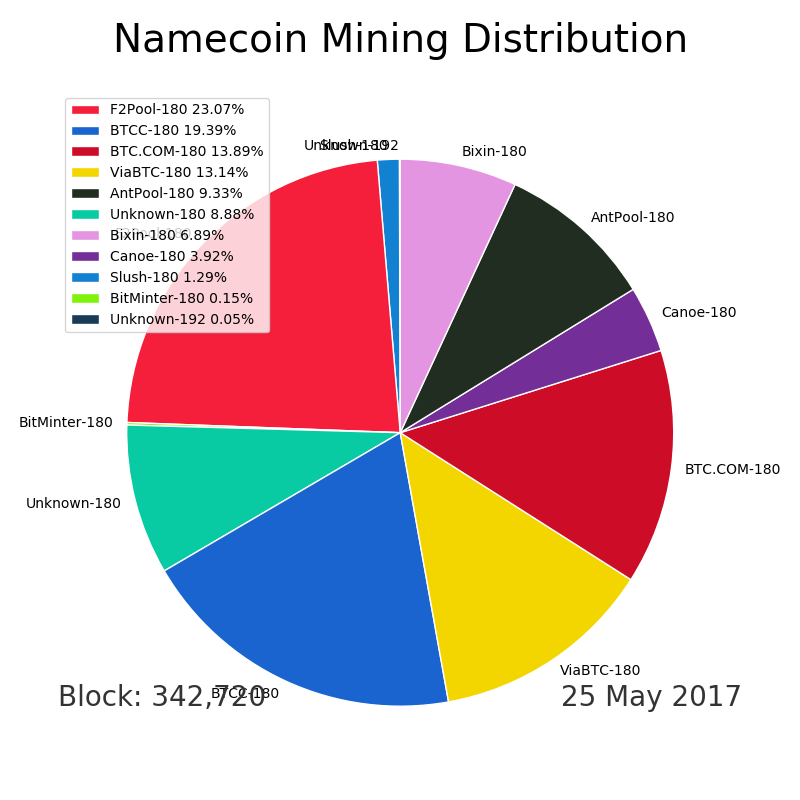 Namecoin Mining Distribution
F2Pool-180 23.07%
BTCC-180 19.39%
BTC.COM-180 13.89%
ViaBTC-180 13.14%
AntPool-180 9.33%
Unknown-180 8.88%
Bixin-180 6.89%
Canoe-180 3.92%
Slush-180 1.29%
BitMinter-180 0.15%
Unknown-192 0.05%
Unknown-192
Slush-180
Bixin-180
AntPool-180
Canoe-180
BTC.COM-180
ViaBTC-180
BTCC-180
Unknown-180
BitMinter-180
F2Pool-180
Block: 342,720
25 May 2017